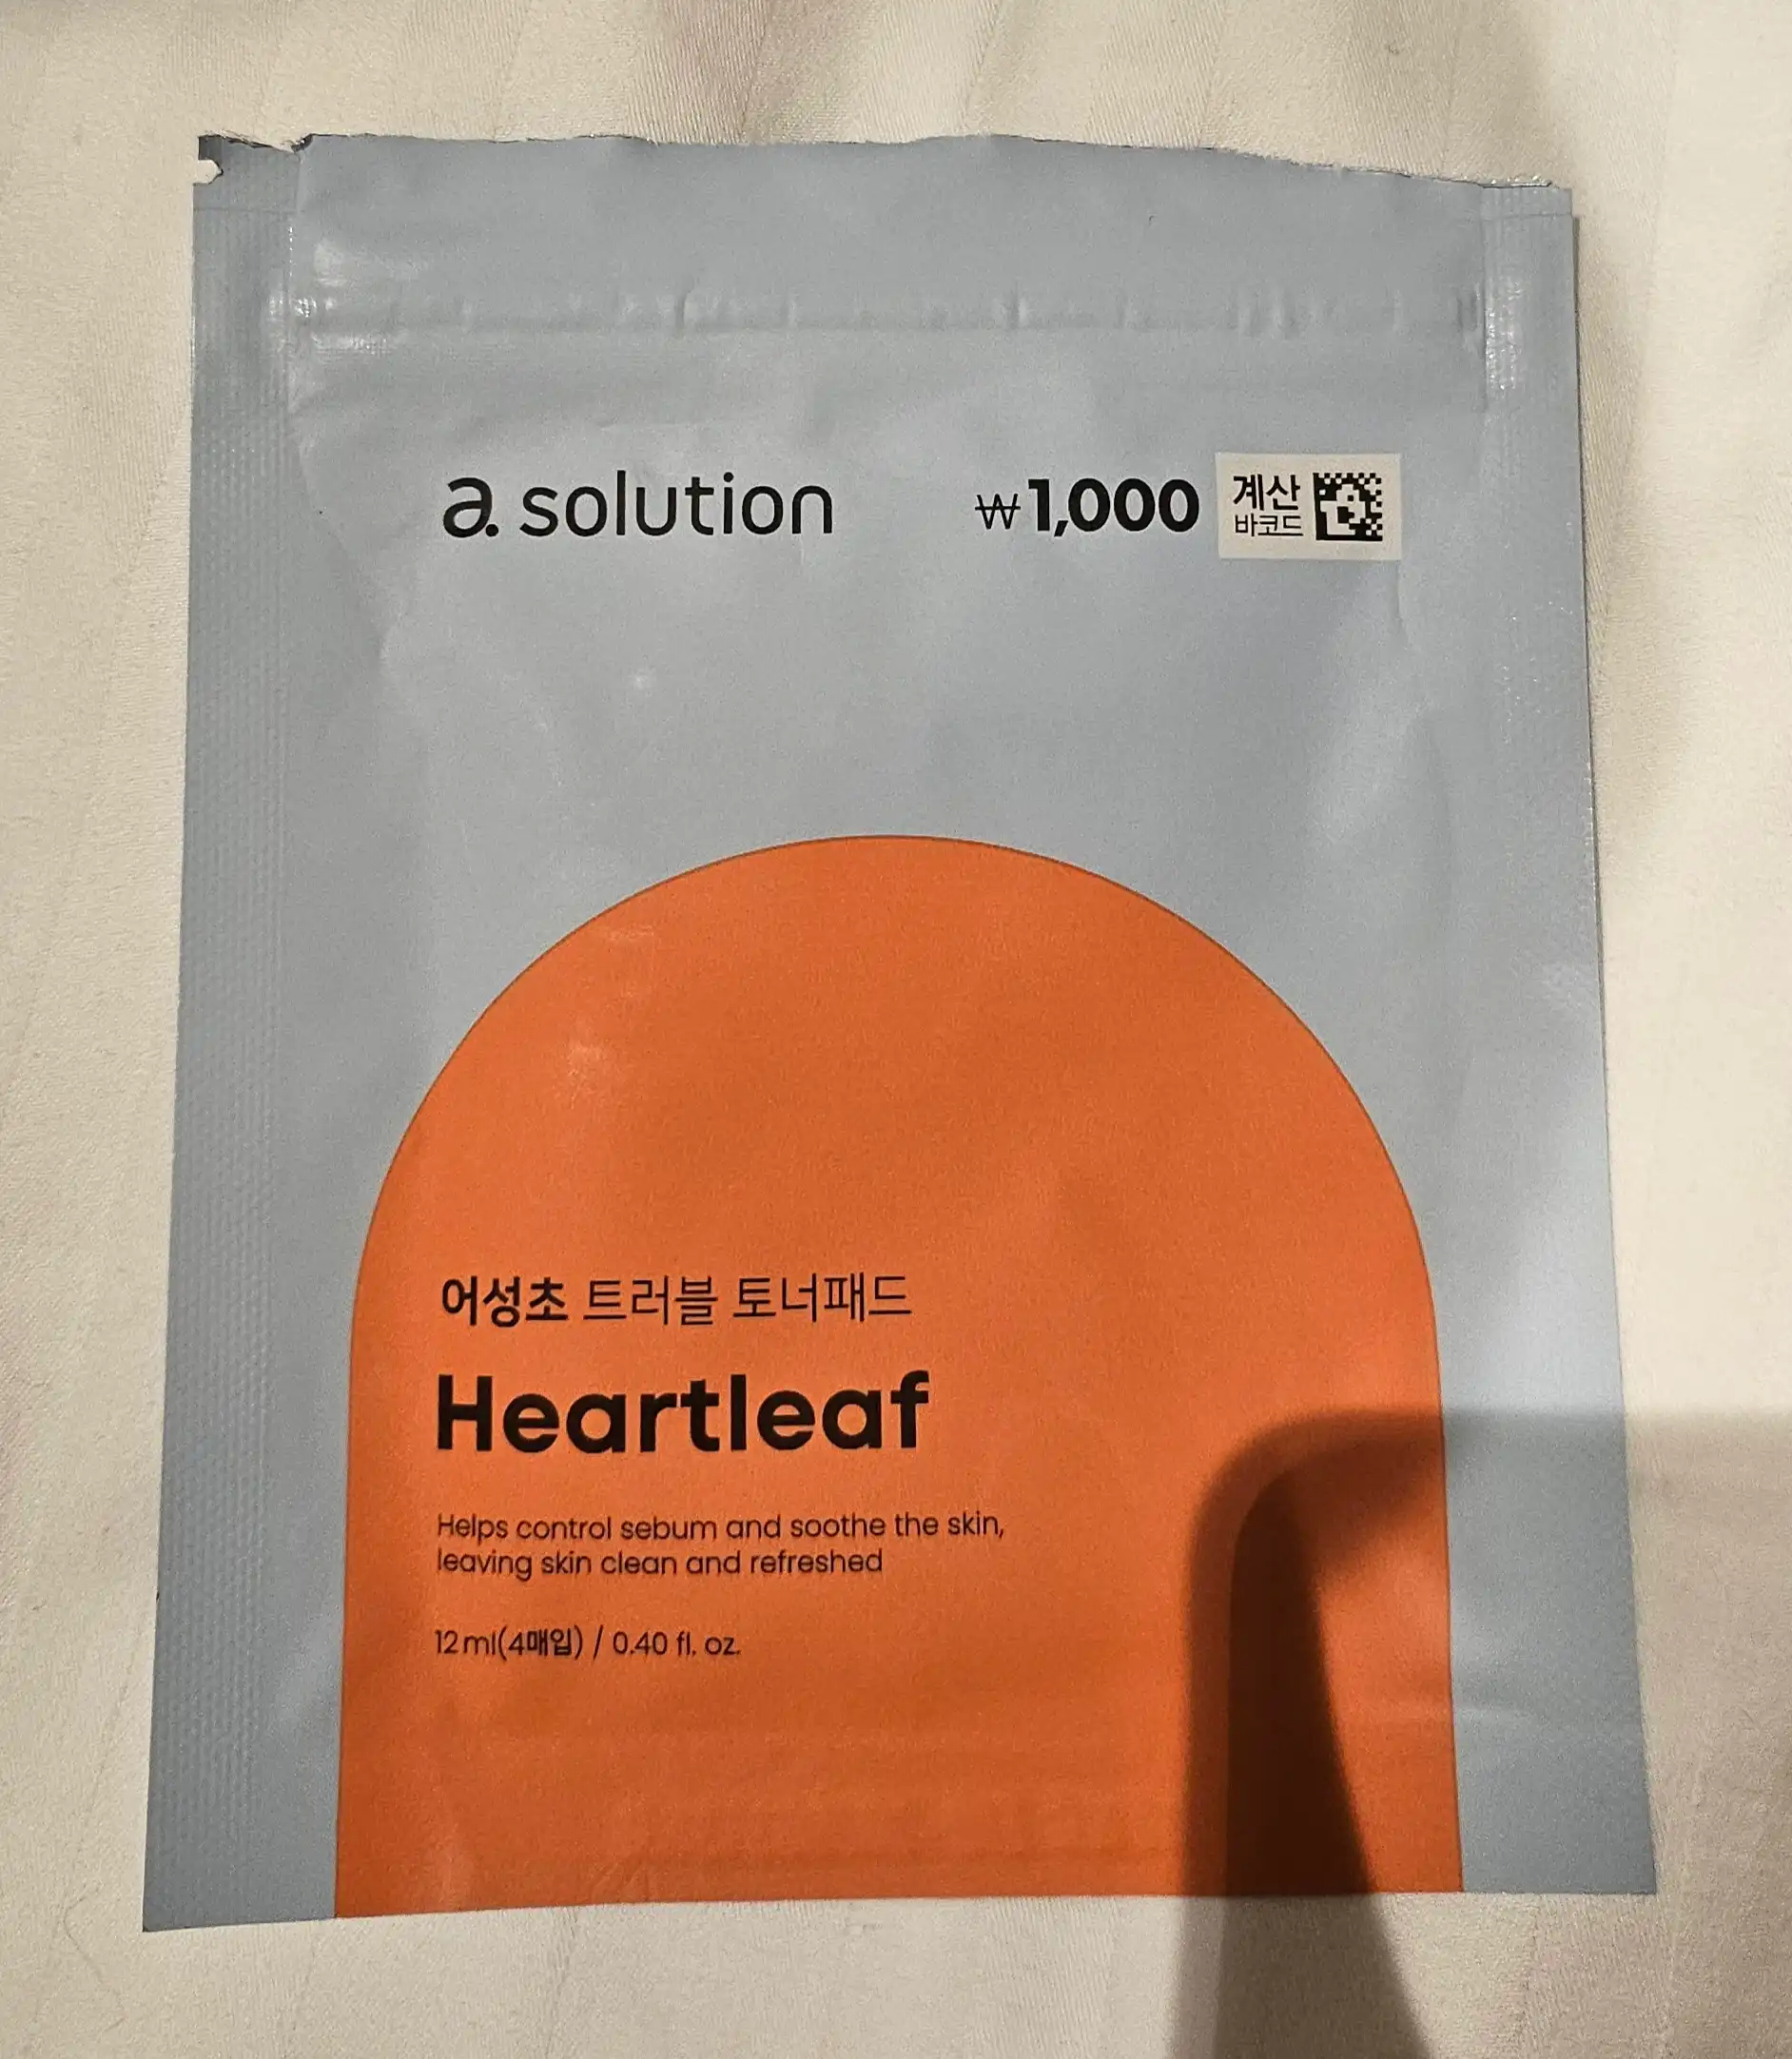 a. solution
₩1,000
계산
바코드
어성초 트러블 토너패드
Heartleaf
Helps control sebum and soothe the skin,
leaving skin clean and refreshed
12ml(4매입) / 0.40 fl. oz.